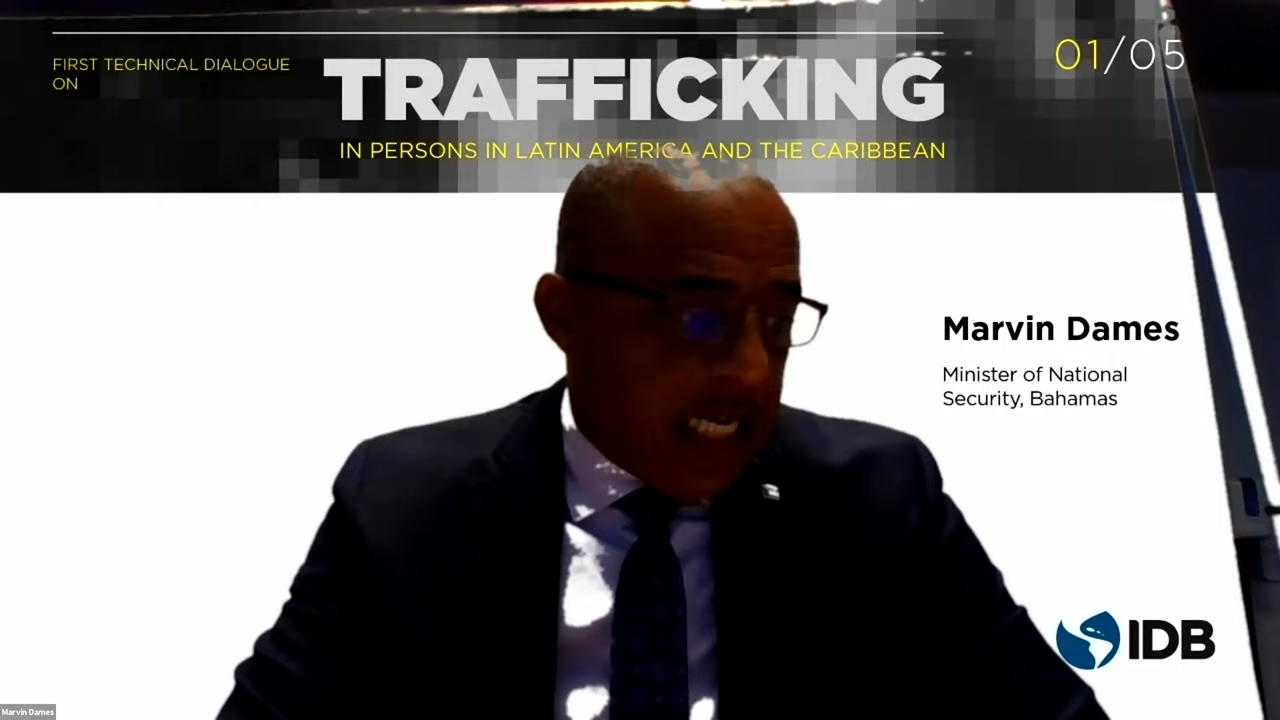 FIRST TECHNICAL DIALOGUE
ON
TRAFFICKING
IN PERSONS IN LATIN AMERICA AND THE CARIBBEAN
01/05
Marvin Dames
Minister of National
Security, Bahamas
IDB
Marvin Dames